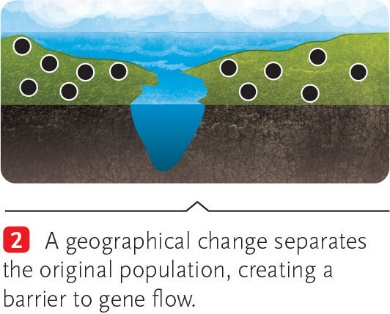 2 A geographical change separates
the original population, creating a
barrier to gene flow.